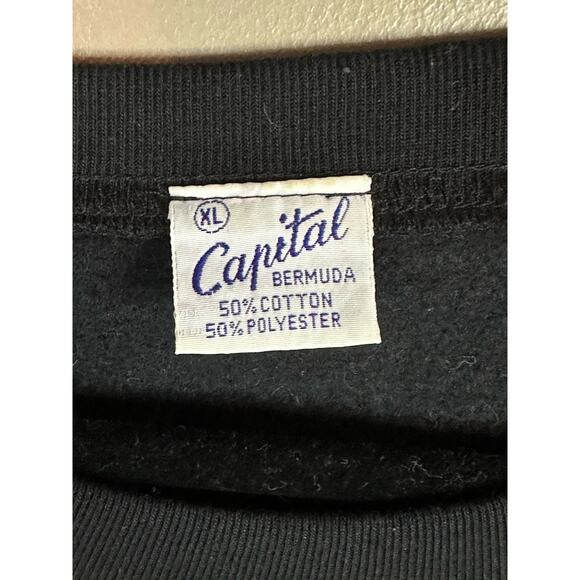 XL
Capital
BERMUDA
50% COTTON
50% POLYESTER